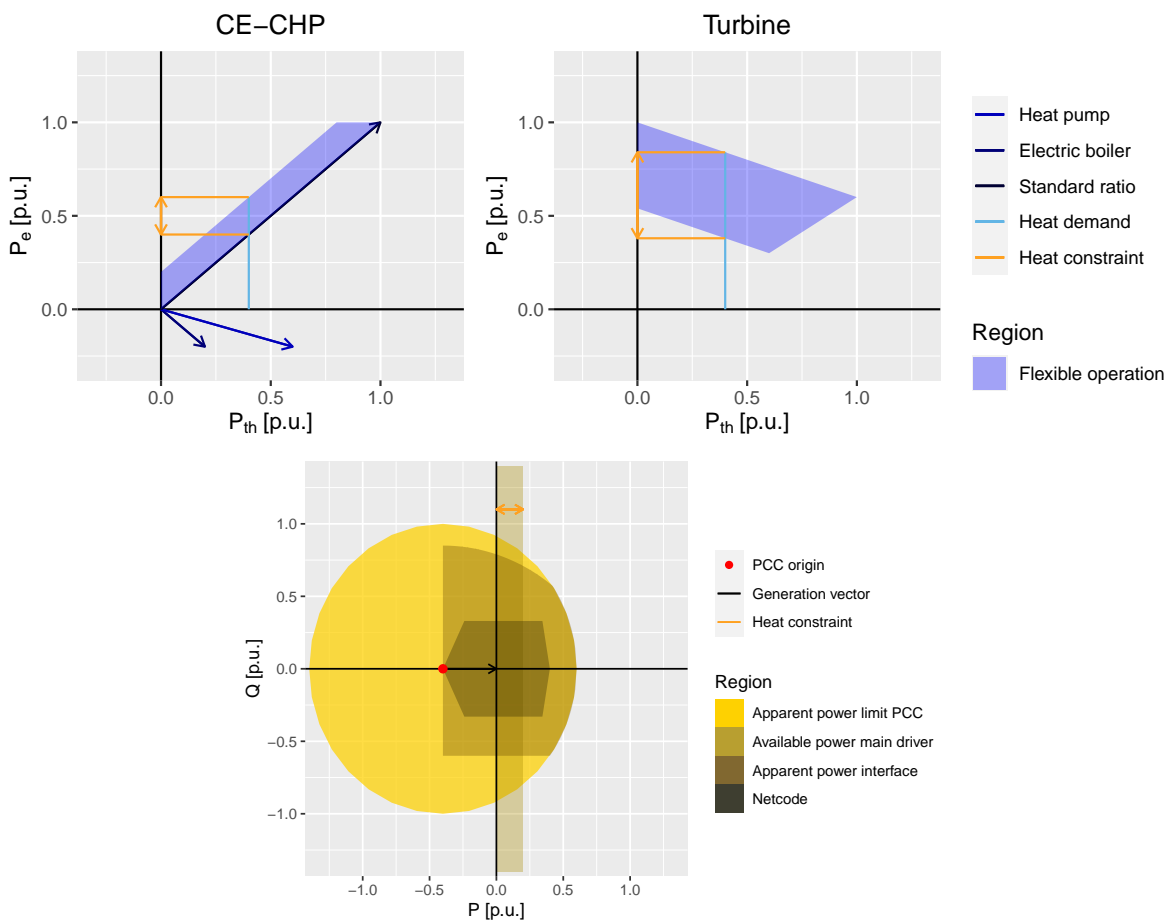 CE−CHP
Turbine
1.0
0.5
0.0
P_e [p.u.]
0.0 0.5 1.0
P_th [p.u.]
1.0
0.5
0.0
P_e [p.u.]
0.0 0.5 1.0
P_th [p.u.]
Heat pump
Electric boiler
Standard ratio
Heat demand
Heat constraint
Region
Flexible operation
1.0
0.5
0.0
−0.5
−1.0
Q [p.u.]
−1.0 −0.5 0.0 0.5 1.0
P [p.u.]
PCC origin
Generation vector
Heat constraint
Region
Apparent power limit PCC
Available power main driver
Apparent power interface
Netcode